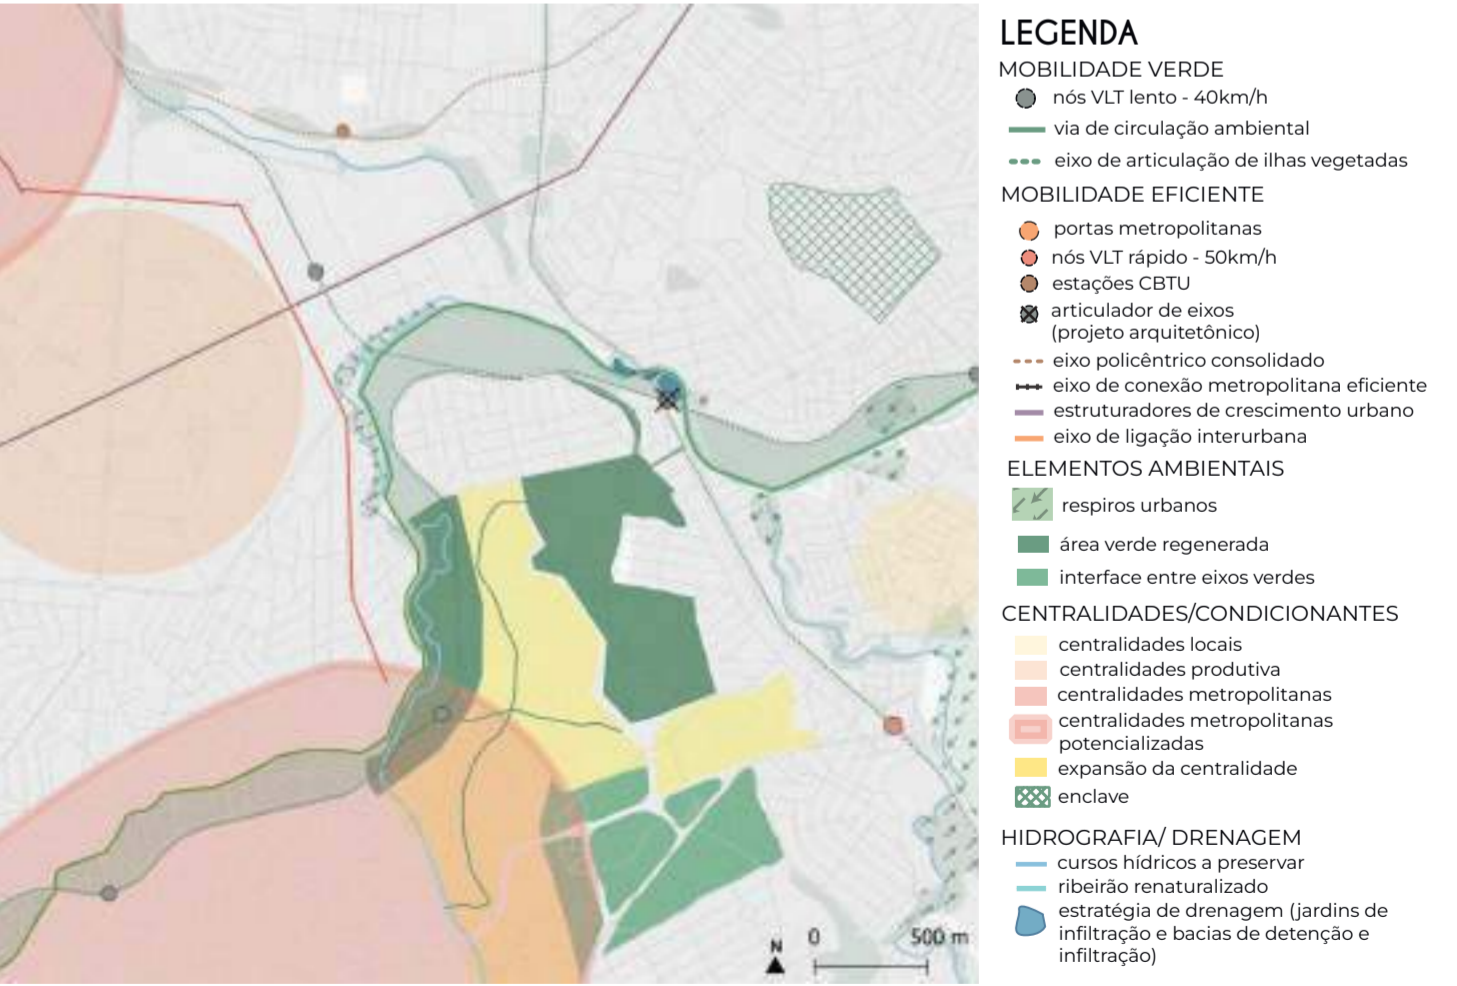 LEGENDA
MOBILIDADE VERDE
nós VLT lento - 40km/h
via de circulação ambiental
eixo de articulação de ilhas vegetadas
MOBILIDADE EFICIENTE
portas metropolitanas
nós VLT rápido - 50km/h
estações CBTU
articulador de eixos
(projeto arquitetônico)
eixo policêntrico consolidado
eixo de conexão metropolitana eficiente
estruturadores de crescimento urbano
eixo de ligação interurbana
ELEMENTOS AMBIENTAIS
respiros urbanos
área verde regenerada
interface entre eixos verdes
CENTRALIDADES/CONDICIONANTES
centralidades locais
centralidades produtiva
centralidades metropolitanas
centralidades metropolitanas
potencializadas
expansão da centralidade
enclave
HIDROGRAFIA/ DRENAGEM
cursos hídricos a preservar
ribeirão renaturalizado
estratégia de drenagem (jardins de
infiltração e bacias de detenção e
infiltração)
N
0 500 m